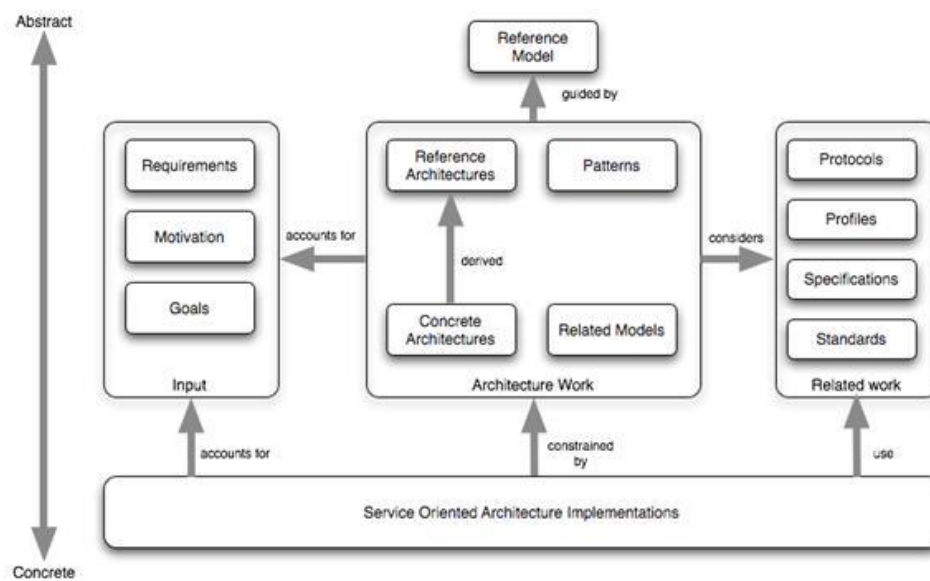 Abstract
Reference
Model
guided by
Requirements
Motivation
Goals
Input
accounts for
Reference
Architectures
Patterns
derived
Concrete
Architectures
Related Models
Architecture Work
considers
Protocols
Profiles
Specifications
Standards
Related work
accounts for
constrained
by
use
Service Oriented Architecture Implementations
Concrete